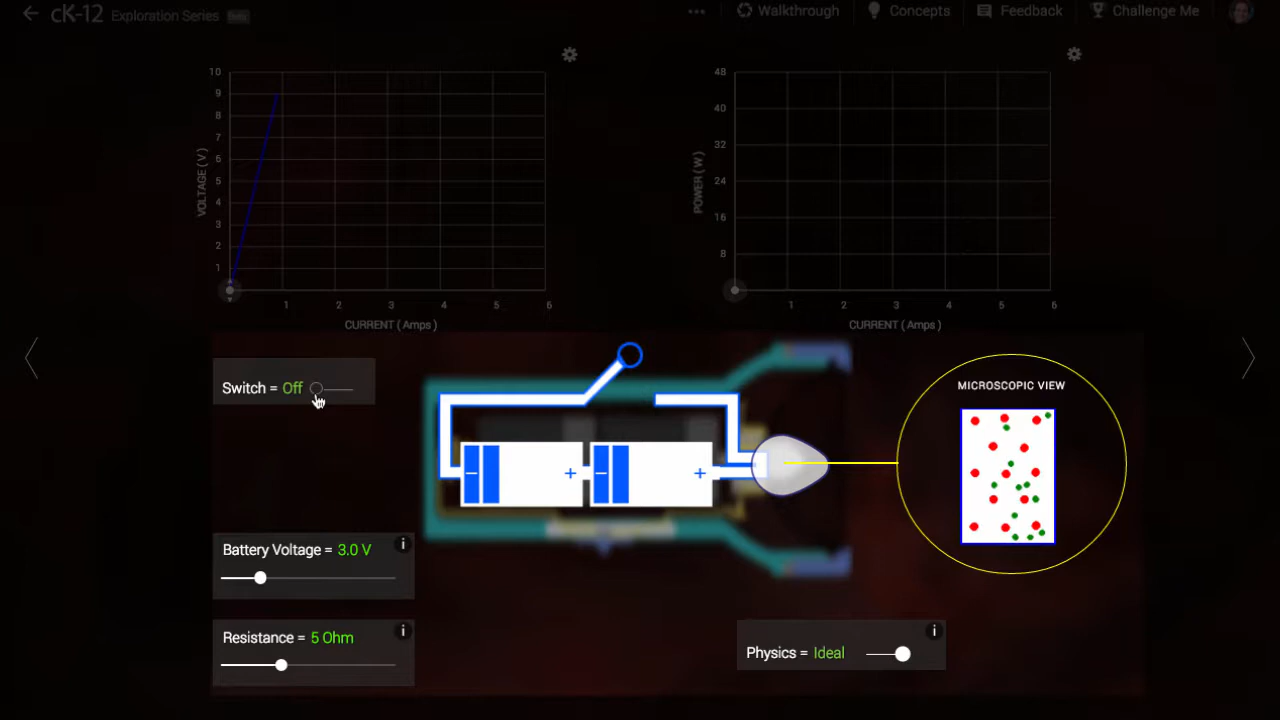 cK-12 Exploration Series Beta
Walkthrough
Concepts
Feedback
Challenge Me
10
9
8
7
6
5
4
3
2
1
VOLTAGE ( V )
1 2 3 4 5 6
CURRENT ( Amps )
48
40
32
24
16
8
POWER ( W )
1 2 3 4 5 6
CURRENT ( Amps )
Switch = Off
MICROSCOPIC VIEW
− + − +
Battery Voltage = 3.0 V i
Resistance = 5 Ohm i
Physics = Ideal i